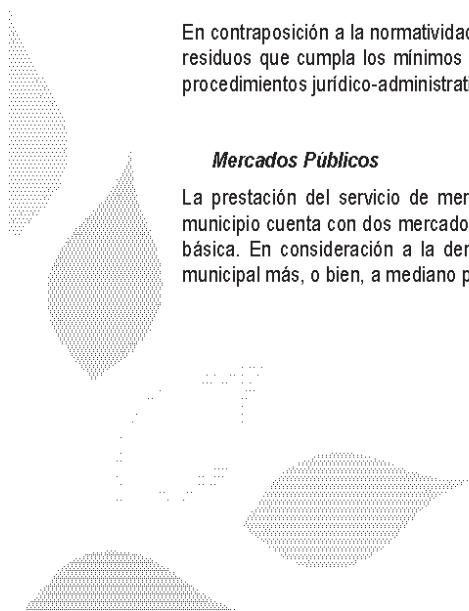 En contraposición a la normatividad
residuos que cumpla los mínimos
procedimientos jurídico-administrati
Mercados Públicos
La prestación del servicio de mer
municipio cuenta con dos mercado
básica. En consideración a la der
municipal más, o bien, a mediano p